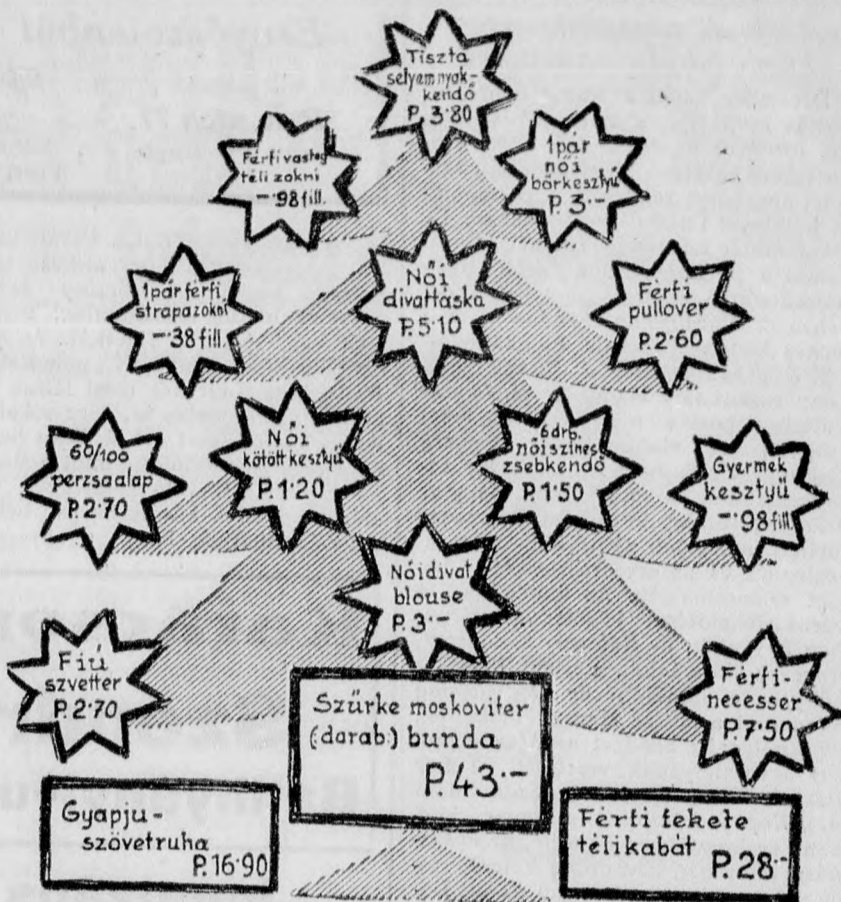 Tiszta
selyemnyak-
kendő
P. 3·80
Férfi vastag
téli zokni
—·98 fill.
1 pár
női
bőrkesztyű
P. 3·—
1 pár férfi
strapazokni
—·38 fill.
Női
divattáska
P. 5·10
Férfi
pullover
P. 2·60
60/100
perzsaalap
P. 2·70
Női
kötött kesztyű
P. 1·20
6 drb.
női színes
zsebkendő
P. 1·50
Gyermek
kesztyű
—·98 fill.
Női divat
blouse
P. 3·—
Fiú
szvetter
P. 2·70
Szürke moskoviter
(darab) bunda
P. 43·—
Férfi-
necesser
P. 7·50
Gyapju-
szövetruha
P. 16·90
Férfi fekete
télikabát
P. 28·-